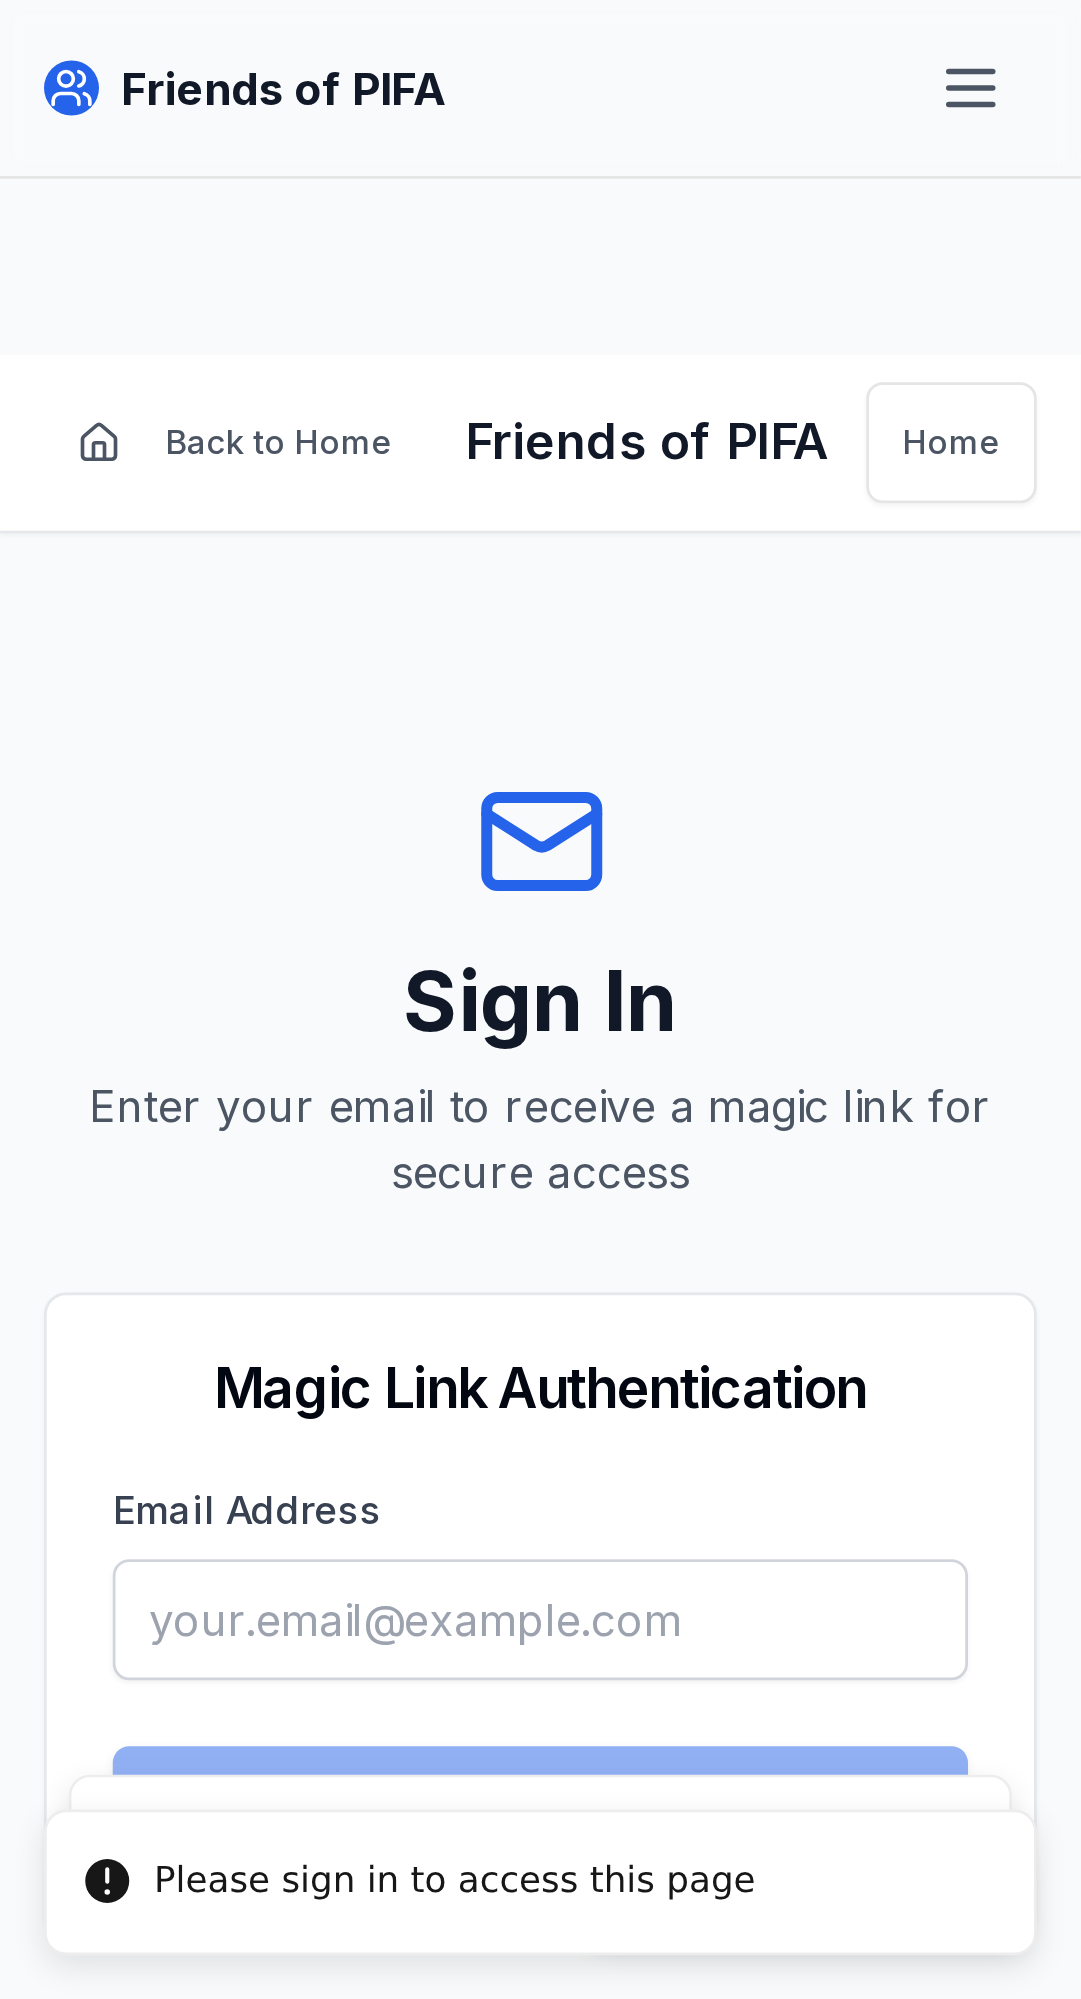 Friends of PIFA
Back to Home
Friends of PIFA
Home
Sign In
Enter your email to receive a magic link for
secure access
Magic Link Authentication
Email Address
your.email@example.com
Please sign in to access this page